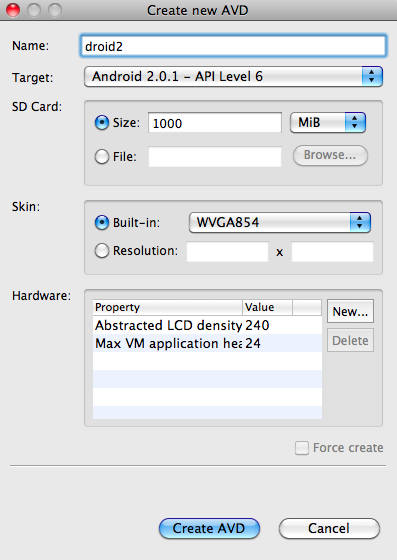 Create new AVD
Name: droid2
Target: Android 2.0.1 – API Level 6
SD Card:
Size: 1000 MiB
File: Browse...
Skin:
Built-in: WVGA854
Resolution: x
Hardware:
Property Value
Abstracted LCD density 240 New...
Max VM application hea 24 Delete
Force create
Create AVD Cancel